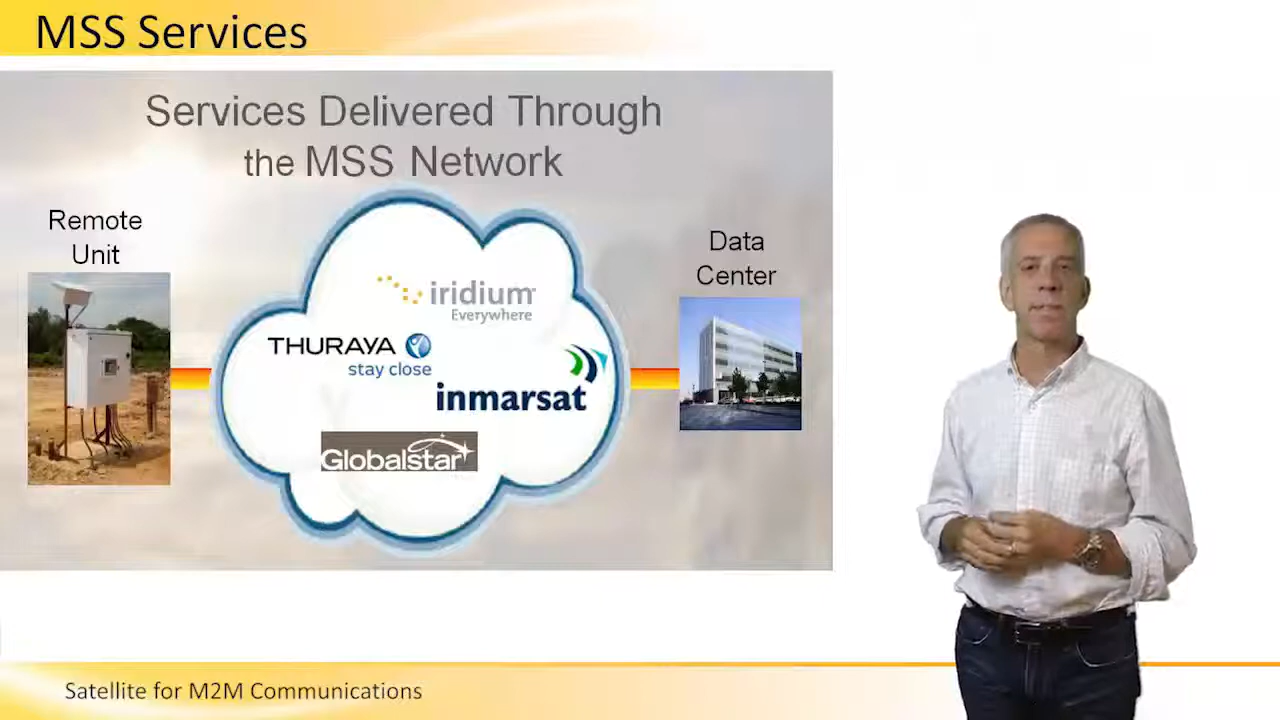 MSS Services
Services Delivered Through
the MSS Network
Remote
Unit
Data
Center
iridium
Everywhere
THURAYA
stay close
inmarsat
Globalstar
Satellite for M2M Communications